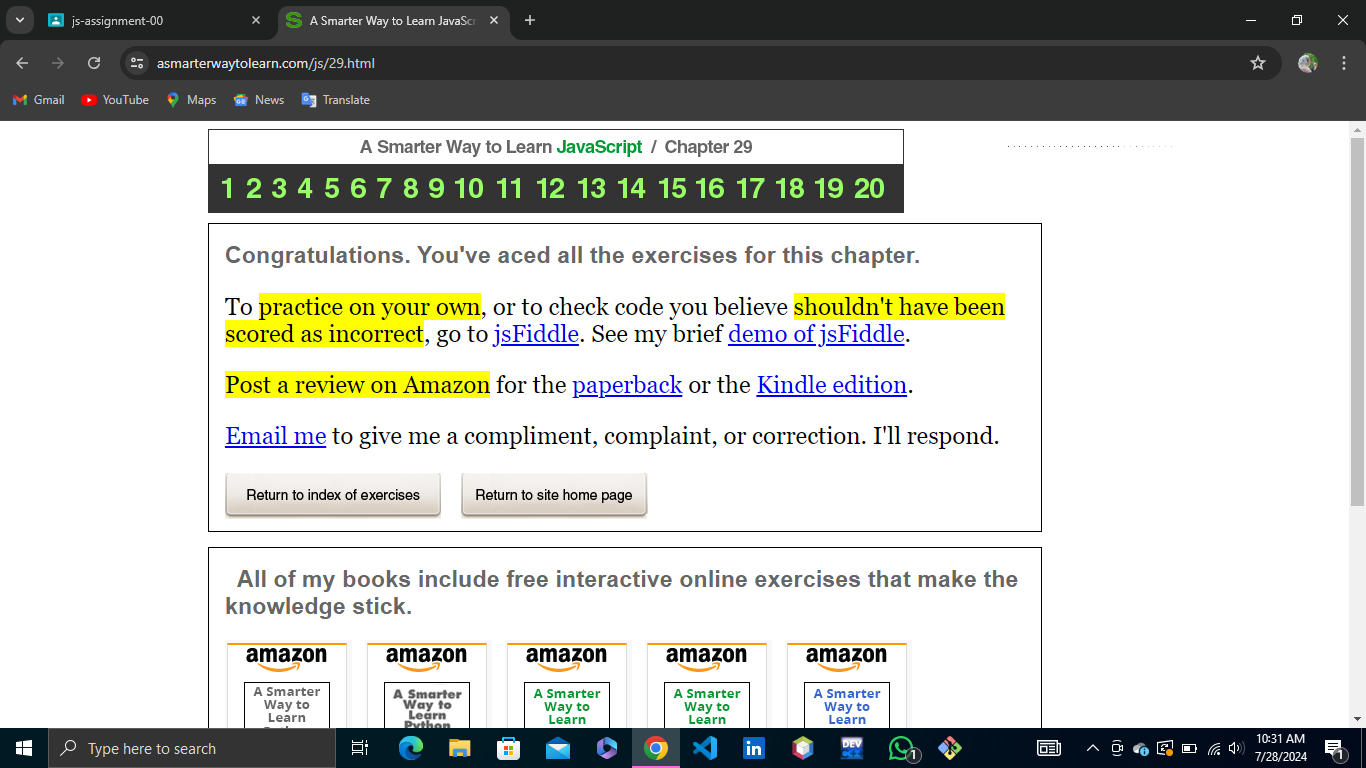 js-assignment-00
A Smarter Way to Learn JavaScr
asmarterwaytolearn.com/js/29.html
Gmail YouTube Maps News Translate
A Smarter Way to Learn JavaScript / Chapter 29
1 2 3 4 5 6 7 8 9 10 11 12 13 14 15 16 17 18 19 20
Congratulations. You've aced all the exercises for this chapter.
To practice on your own, or to check code you believe shouldn't have been
scored as incorrect, go to jsFiddle. See my brief demo of jsFiddle.
Post a review on Amazon for the paperback or the Kindle edition.
Email me to give me a compliment, complaint, or correction. I'll respond.
Return to index of exercises Return to site home page
All of my books include free interactive online exercises that make the
knowledge stick.
amazon amazon amazon amazon amazon
A Smarter A Smarter A Smarter A Smarter A Smarter
Way to Way to Way to Way to Way to
Learn Learn Learn Learn Learn
Python
Type here to search
DEV
1
10:31 AM
7/28/2024
1